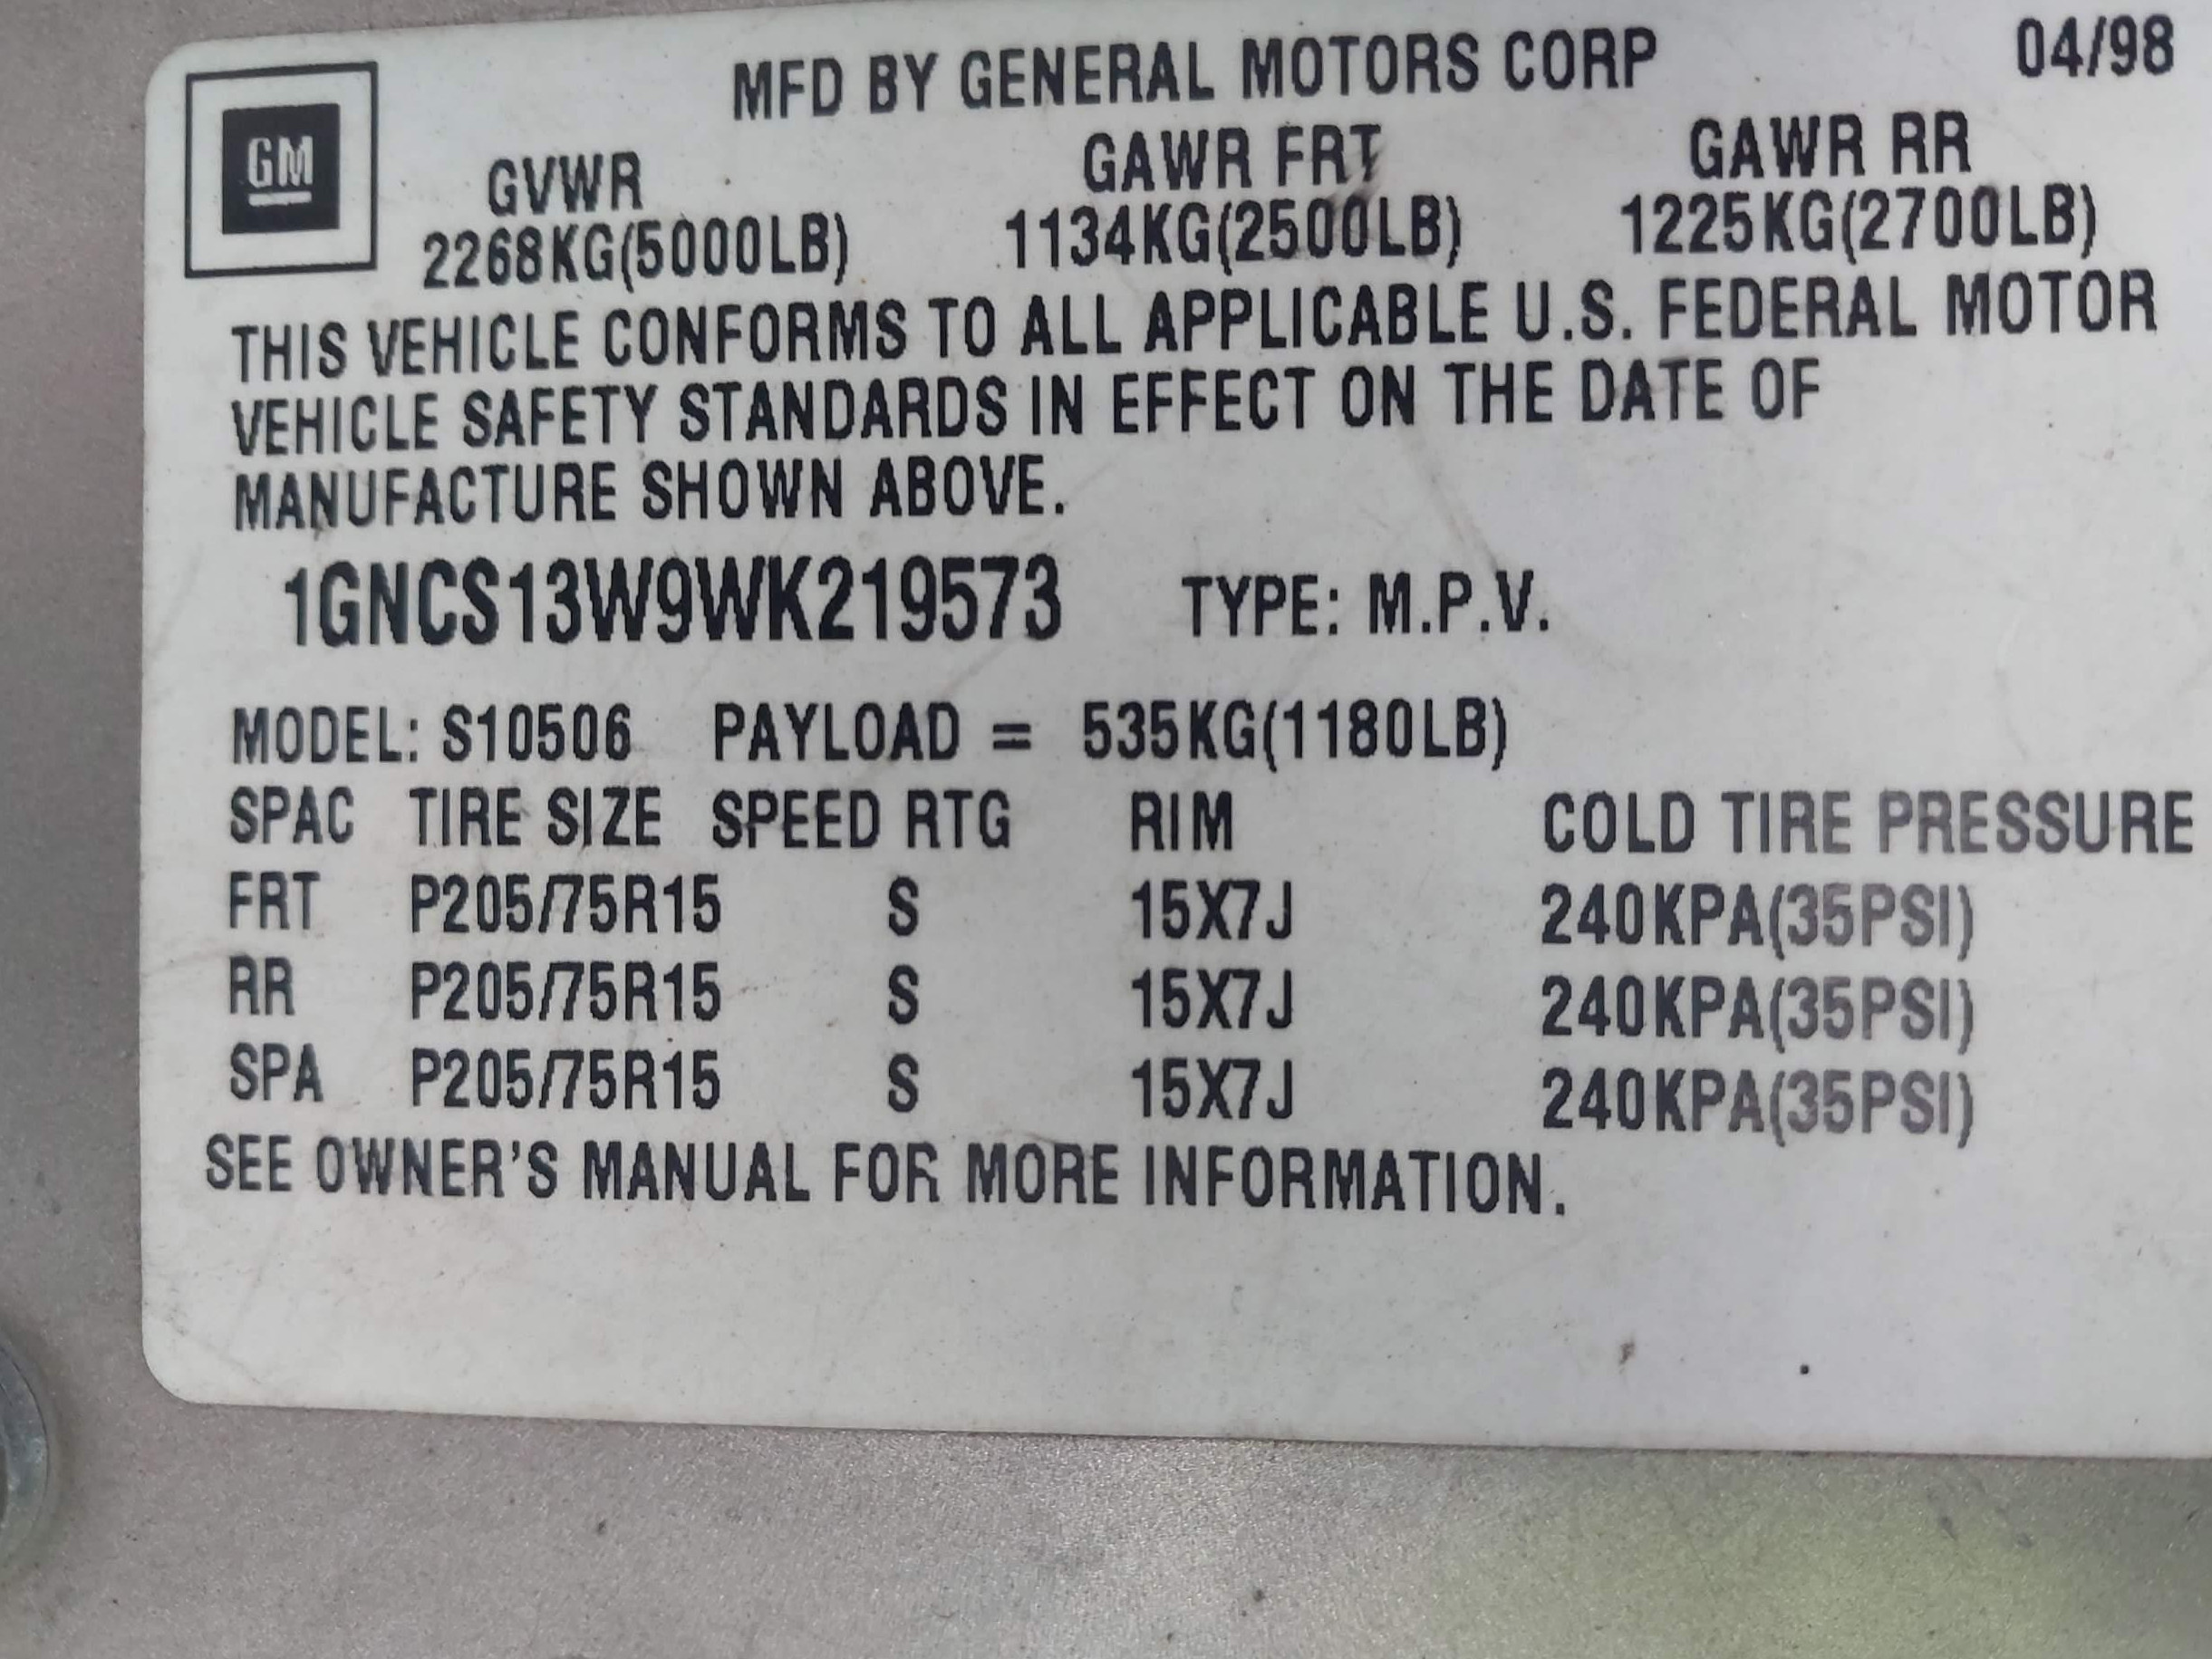 MFD BY GENERAL MOTORS CORP 04/98
GM
GVWR GAWR FRT GAWR RR
2268KG(5000LB) 1134KG(2500LB) 1225KG(2700LB)
THIS VEHICLE CONFORMS TO ALL APPLICABLE U.S. FEDERAL MOTOR
VEHICLE SAFETY STANDARDS IN EFFECT ON THE DATE OF
MANUFACTURE SHOWN ABOVE.
1GNCS13W9WK219573 TYPE: M.P.V.
MODEL: S10506 PAYLOAD = 535KG(1180LB)
SPAC TIRE SIZE SPEED RTG RIM COLD TIRE PRESSURE
FRT P205/75R15 S 15X7J 240KPA(35PSI)
RR P205/75R15 S 15X7J 240KPA(35PSI)
SPA P205/75R15 S 15X7J 240KPA(35PSI)
SEE OWNER'S MANUAL FOR MORE INFORMATION.